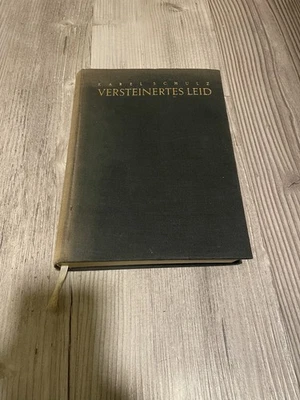 KAREL SCHULZ
VERSTEINERTES LEID